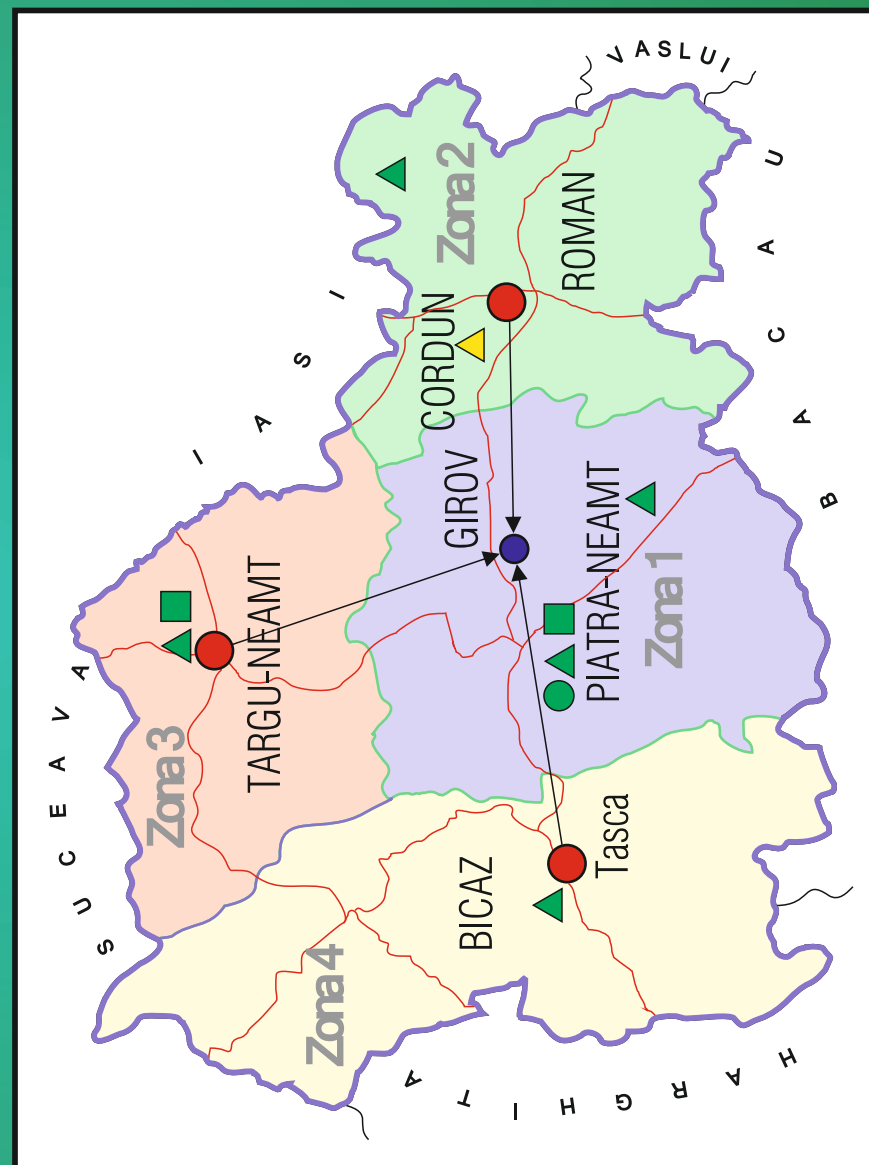 SUCEAVA
IASI
VASLUI
BACAU
HARGHITA
Zona 3
TARGU-NEAMT
Zona 4
BICAZ
Tasca
GIROV
PIATRA-NEAMT
Zona 1
CORDUN
Zona 2
ROMAN